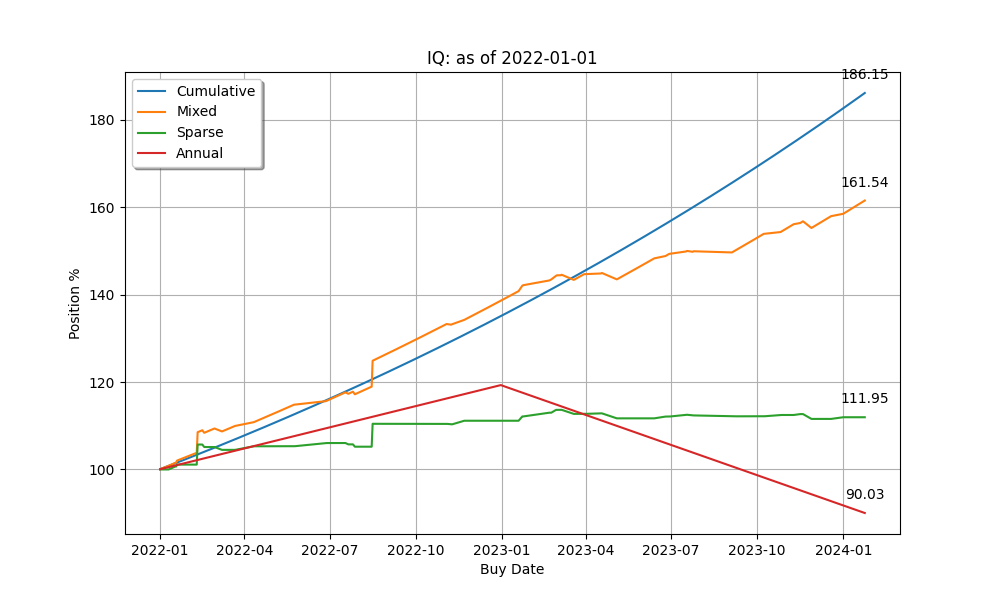 IQ: as of 2022-01-01
Cumulative
Mixed
Sparse
Annual
186.15
161.54
111.95
90.03
Position %
180
160
140
120
100
2022-01 2022-04 2022-07 2022-10 2023-01 2023-04 2023-07 2023-10 2024-01
Buy Date